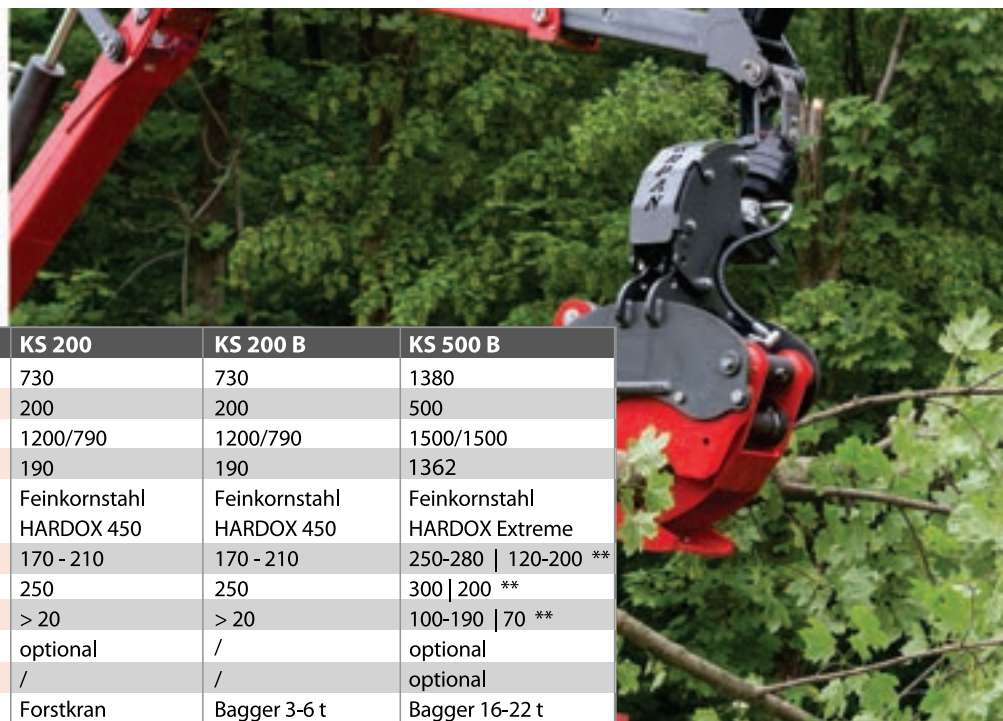 KS 200 KS 200 B KS 500 B
730 730 1380
200 200 500
1200/790 1200/790 1500/1500
190 190 1362
Feinkornstahl Feinkornstahl Feinkornstahl
HARDOX 450 HARDOX 450 HARDOX Extreme
170 - 210 170 - 210 250-280 | 120-200 **
250 250 300 | 200 **
> 20 > 20 100-190 | 70 **
optional / optional
/ / optional
Forstkran Bagger 3-6 t Bagger 16-22 t